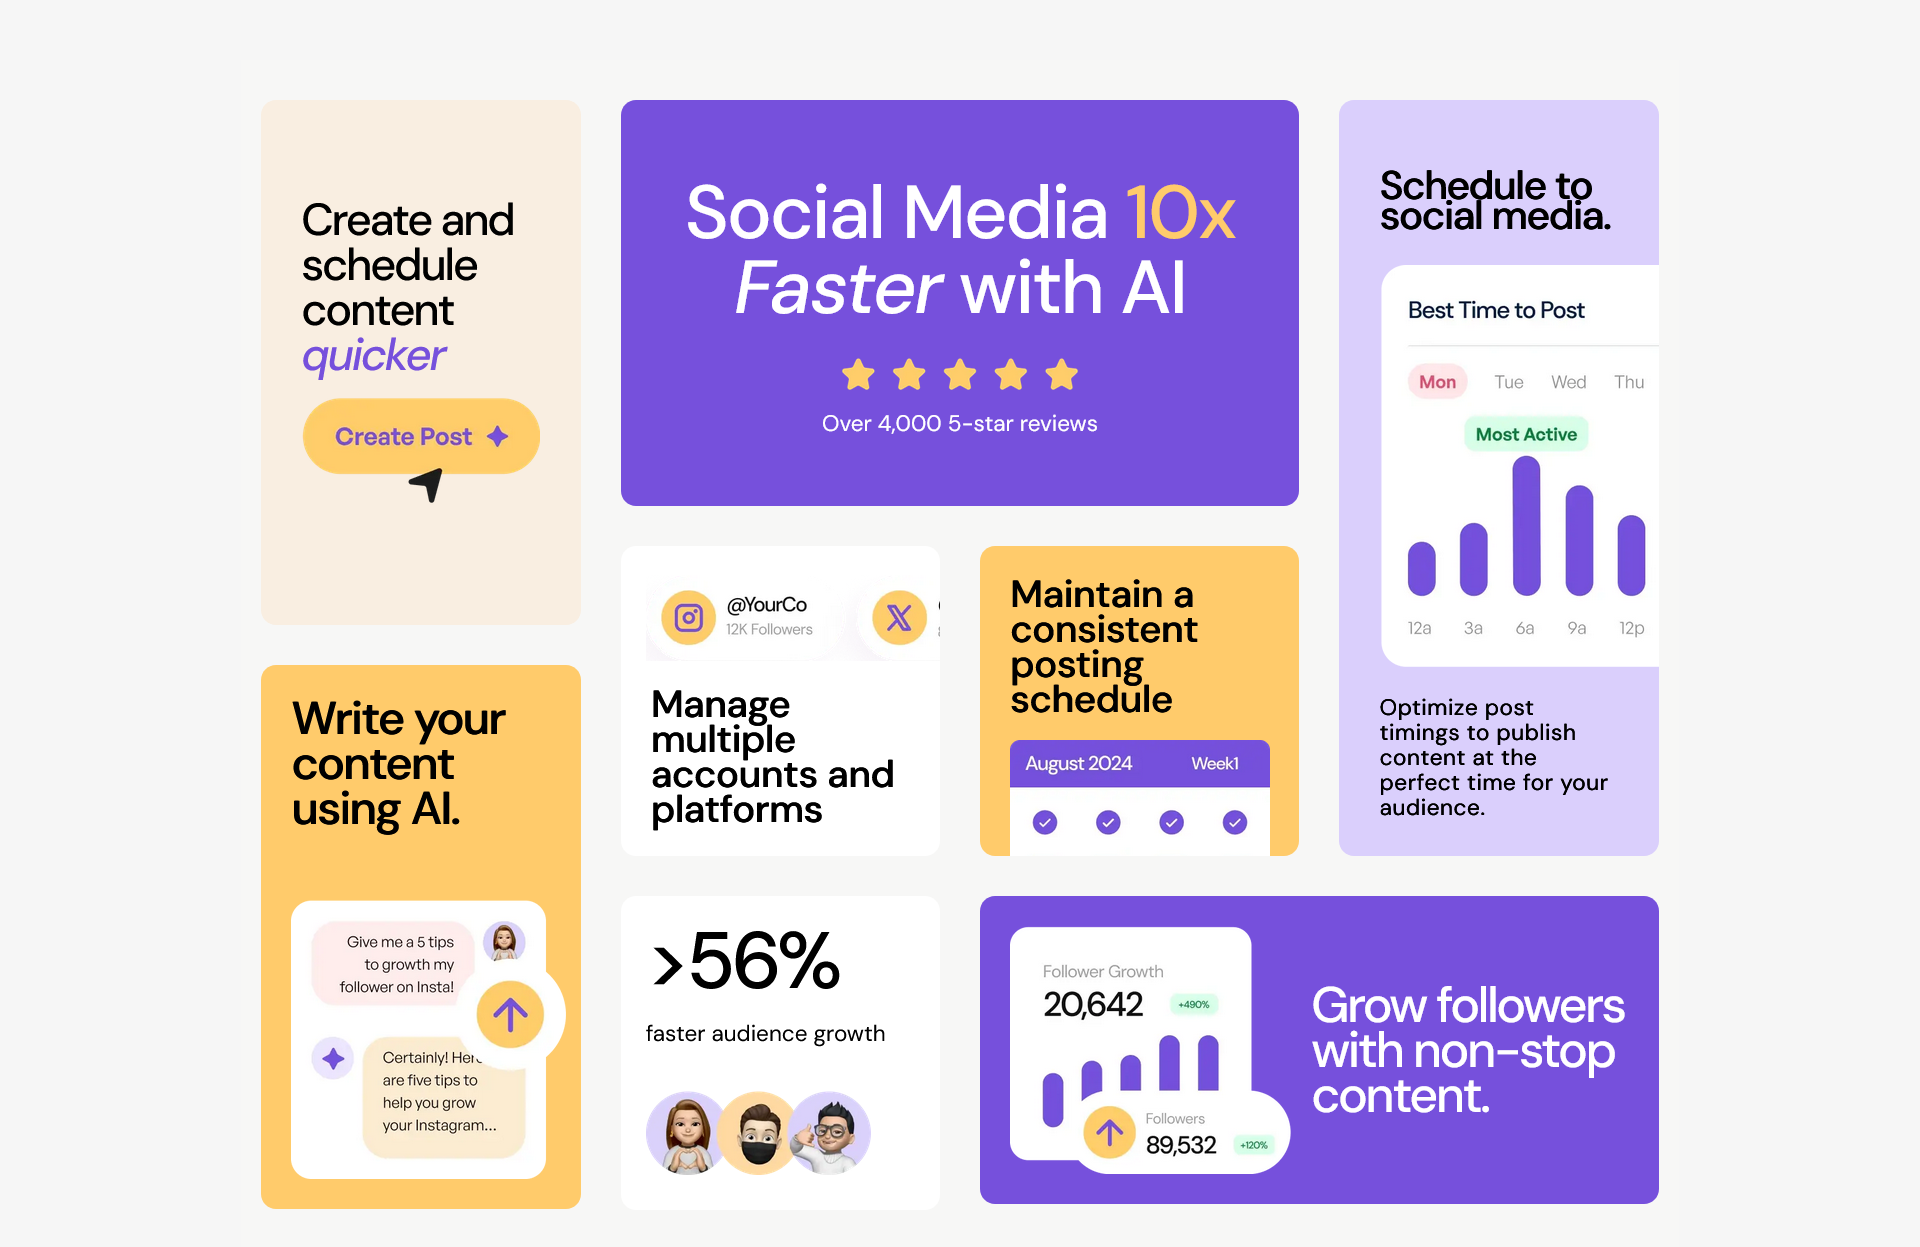 Create and
schedule
content
quicker
Create Post
Social Media 10x
Faster with AI
Over 4,000 5-star reviews
Schedule to
social media.
Best Time to Post
Mon Tue Wed Thu
Most Active
12a 3a 6a 9a 12p
Optimize post
timings to publish
content at the
perfect time for your
audience.
@YourCo
12K Followers
Manage
multiple
accounts and
platforms
Maintain a
consistent
posting
schedule
August 2024 Week1
Write your
content
using AI.
Give me a 5 tips
to growth my
follower on Insta!
Certainly! Here
are five tips to
help you grow
your Instagram...
>56%
faster audience growth
Follower Growth
20,642 +490%
Followers
89,532 +120%
Grow followers
with non-stop
content.